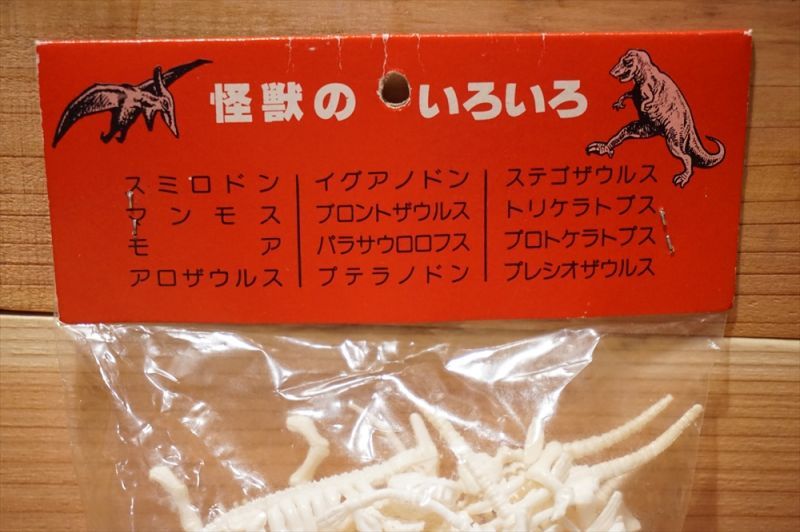 怪獣の いろいろ
スミロドン
マンモス
モア
アロザウルス
イグアノドン
ブロントザウルス
パラサウロロフス
プテラノドン
ステゴザウルス
トリケラトプス
プロトケラトプス
プレシオザウルス